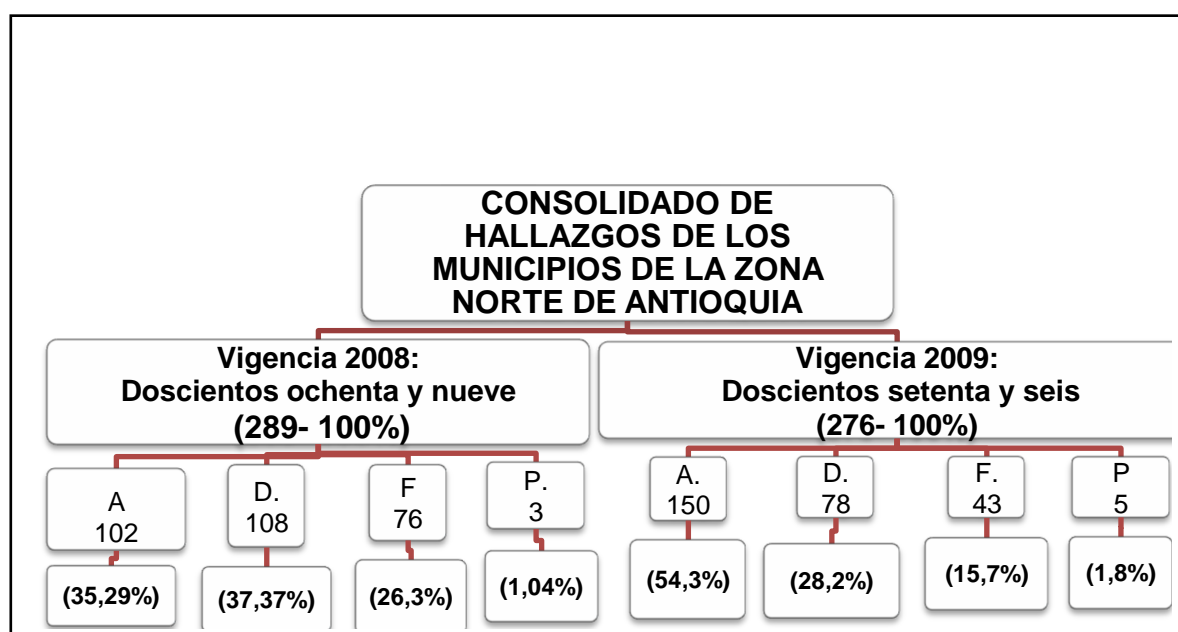 CONSOLIDADO DE
HALLAZGOS DE LOS
MUNICIPIOS DE LA ZONA
NORTE DE ANTIOQUIA
Vigencia 2008:
Doscientos ochenta y nueve
(289- 100%)
Vigencia 2009:
Doscientos setenta y seis
(276- 100%)
A
102
D.
108
F
76
P.
3
A.
150
D.
78
F.
43
P
5
(35,29%)
(37,37%)
(26,3%)
(1,04%)
(54,3%)
(28,2%)
(15,7%)
(1,8%)